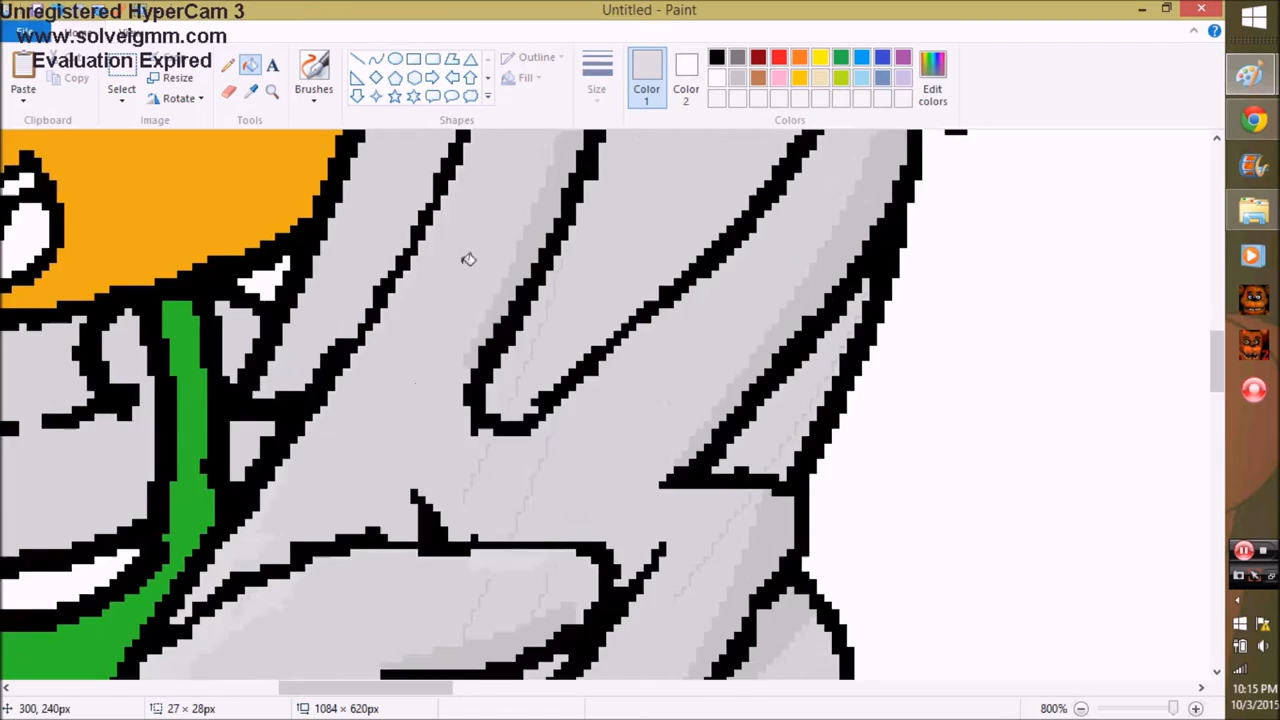 Unregistered HyperCam 3
Untitled - Paint
www.solveigmm.com
Evaluation Expired
File
Paste
Copy
Select
Resize
Rotate
Brushes
Outline
Fill
Size
Color 1
Color 2
Edit colors
Clipboard
Image
Tools
Shapes
Colors
300, 240px
27 × 28px
1084 × 620px
800%
10:15 PM
10/3/2015